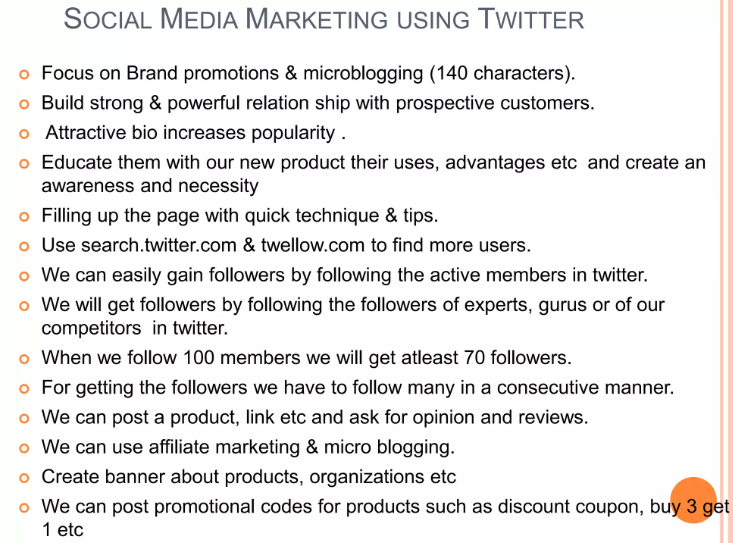 SOCIAL MEDIA MARKETING USING TWITTER
Focus on Brand promotions & microblogging (140 characters).
Build strong & powerful relation ship with prospective customers.
Attractive bio increases popularity .
Educate them with our new product their uses, advantages etc and create an
awareness and necessity
Filling up the page with quick technique & tips.
Use search.twitter.com & twellow.com to find more users.
We can easily gain followers by following the active members in twitter.
We will get followers by following the followers of experts, gurus or of our
competitors in twitter.
When we follow 100 members we will get atleast 70 followers.
For getting the followers we have to follow many in a consecutive manner.
We can post a product, link etc and ask for opinion and reviews.
We can use affiliate marketing & micro blogging.
Create banner about products, organizations etc
We can post promotional codes for products such as discount coupon, buy 3 get
1 etc